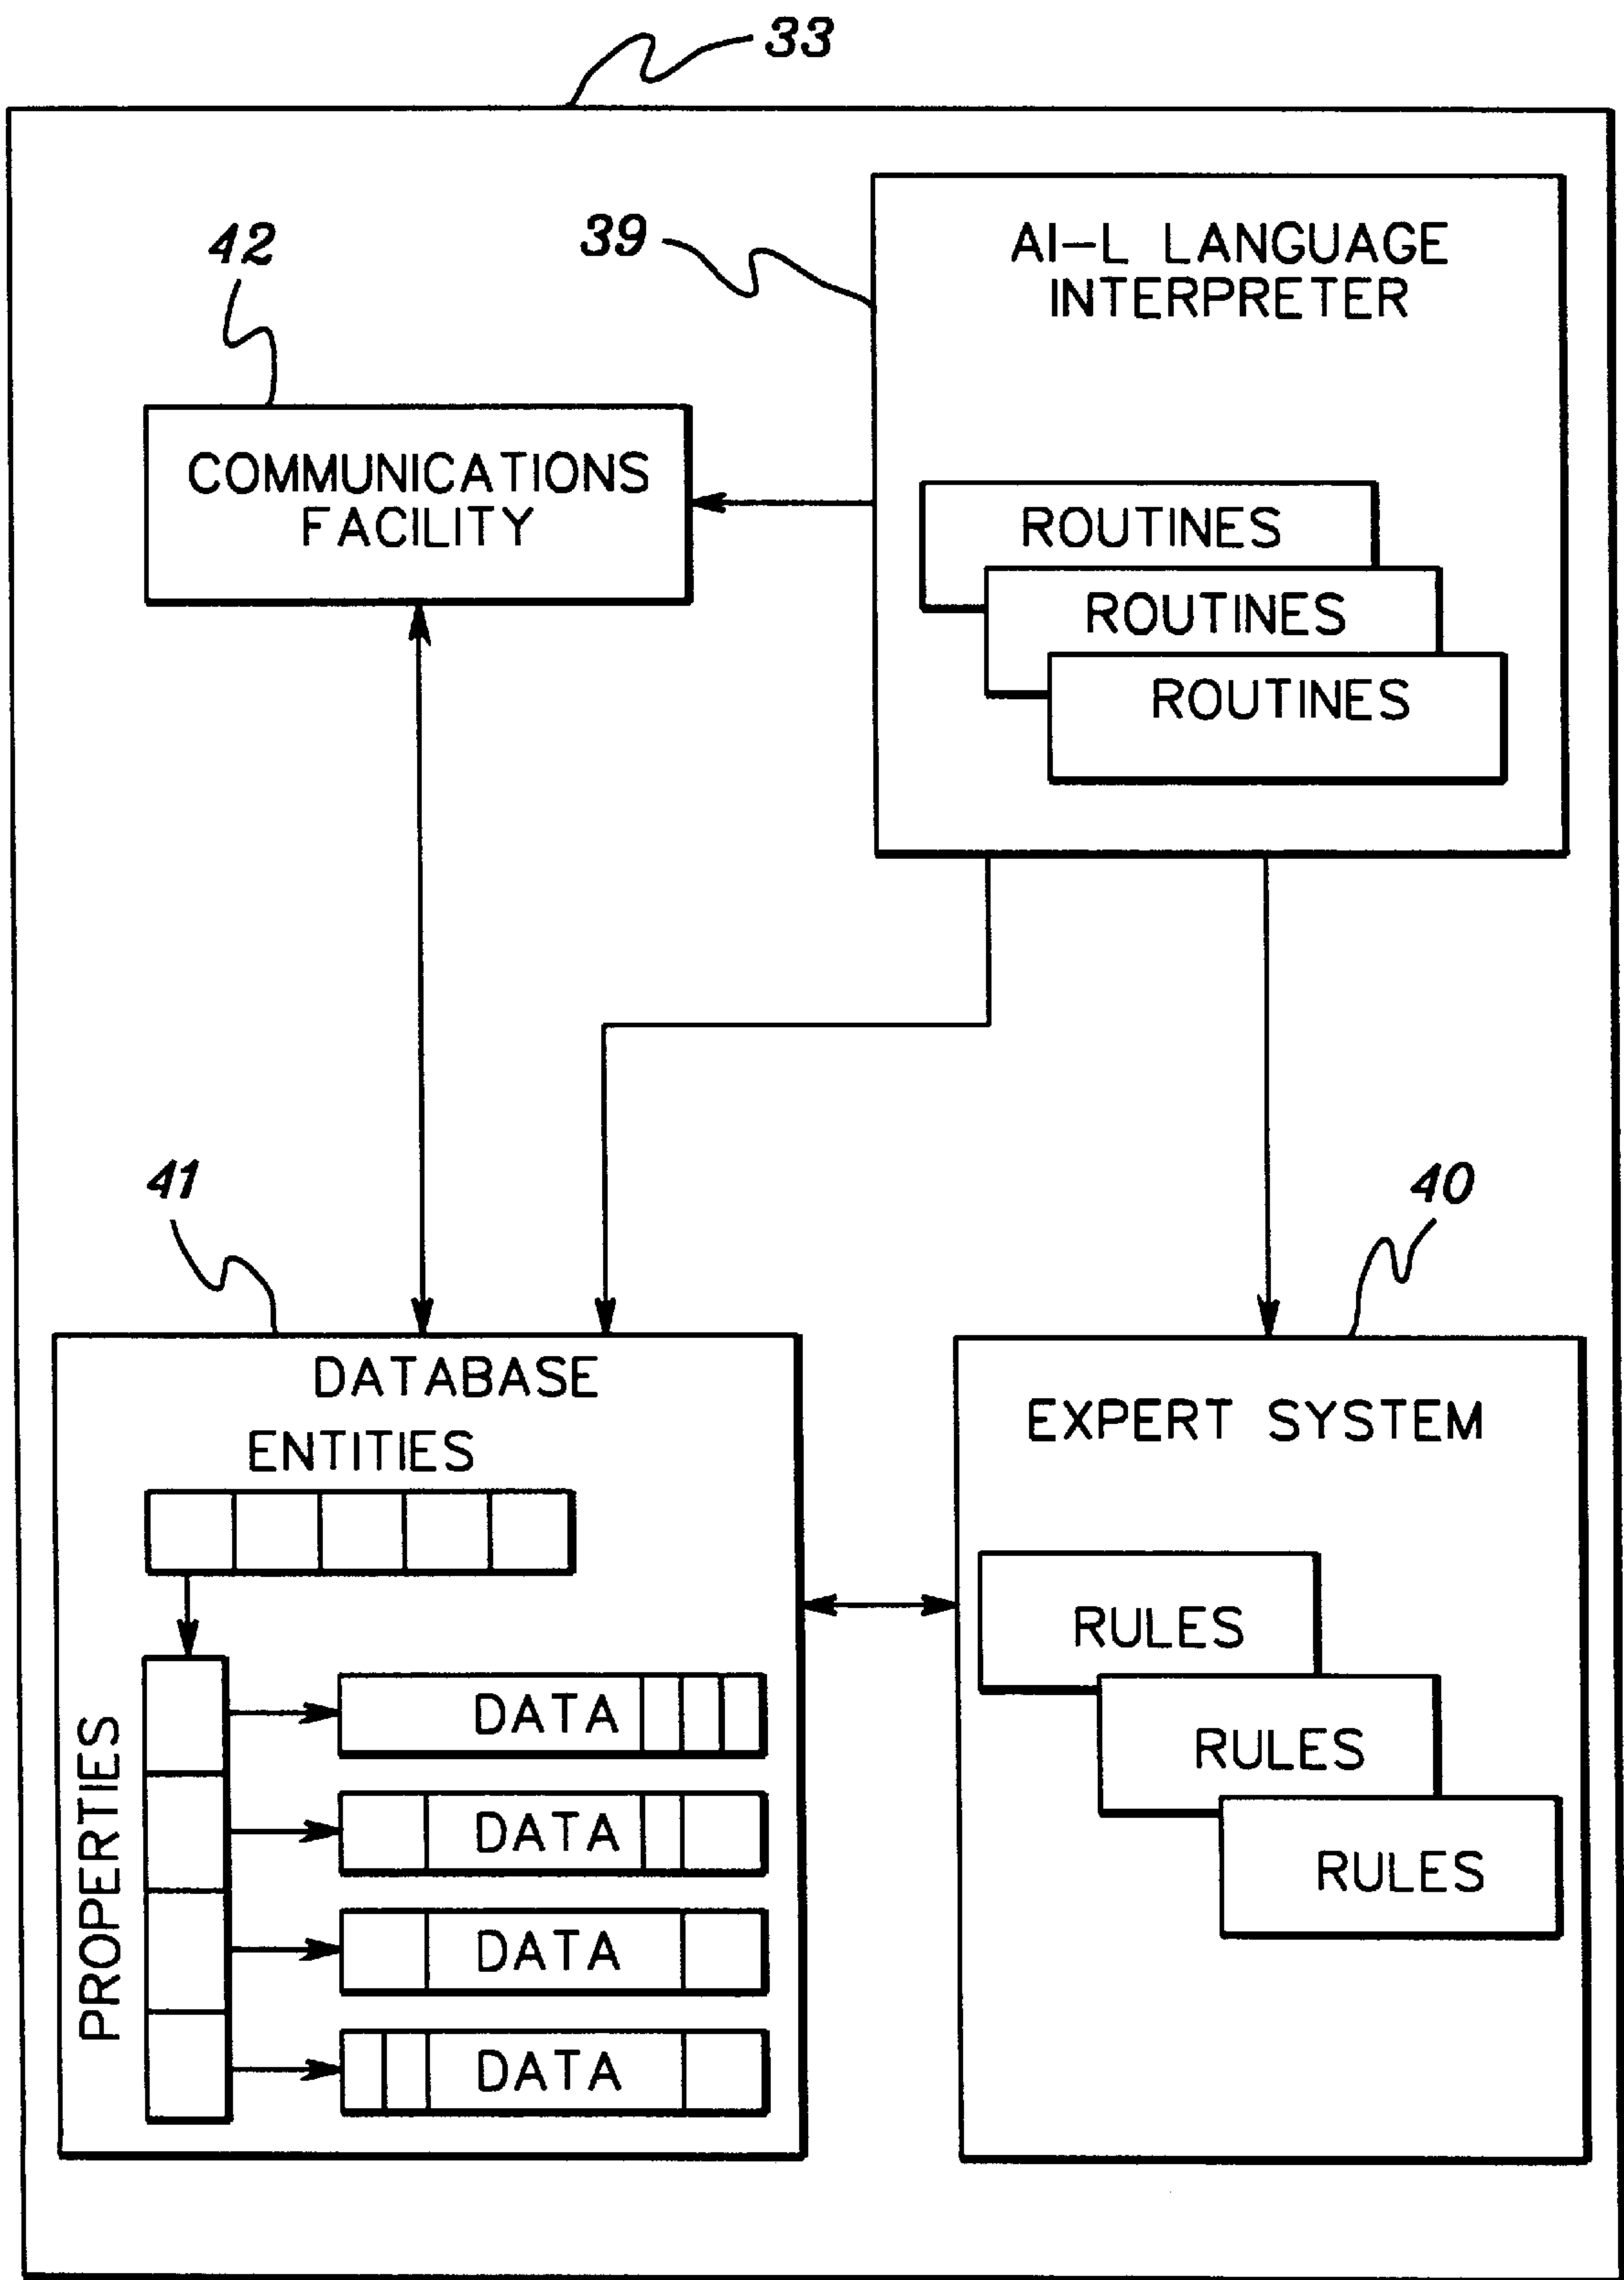 33
42
39
AI-L LANGUAGE
INTERPRETER
COMMUNICATIONS
FACILITY
ROUTINES
ROUTINES
ROUTINES
41
40
DATABASE
ENTITIES
PROPERTIES
DATA
DATA
DATA
DATA
EXPERT SYSTEM
RULES
RULES
RULES